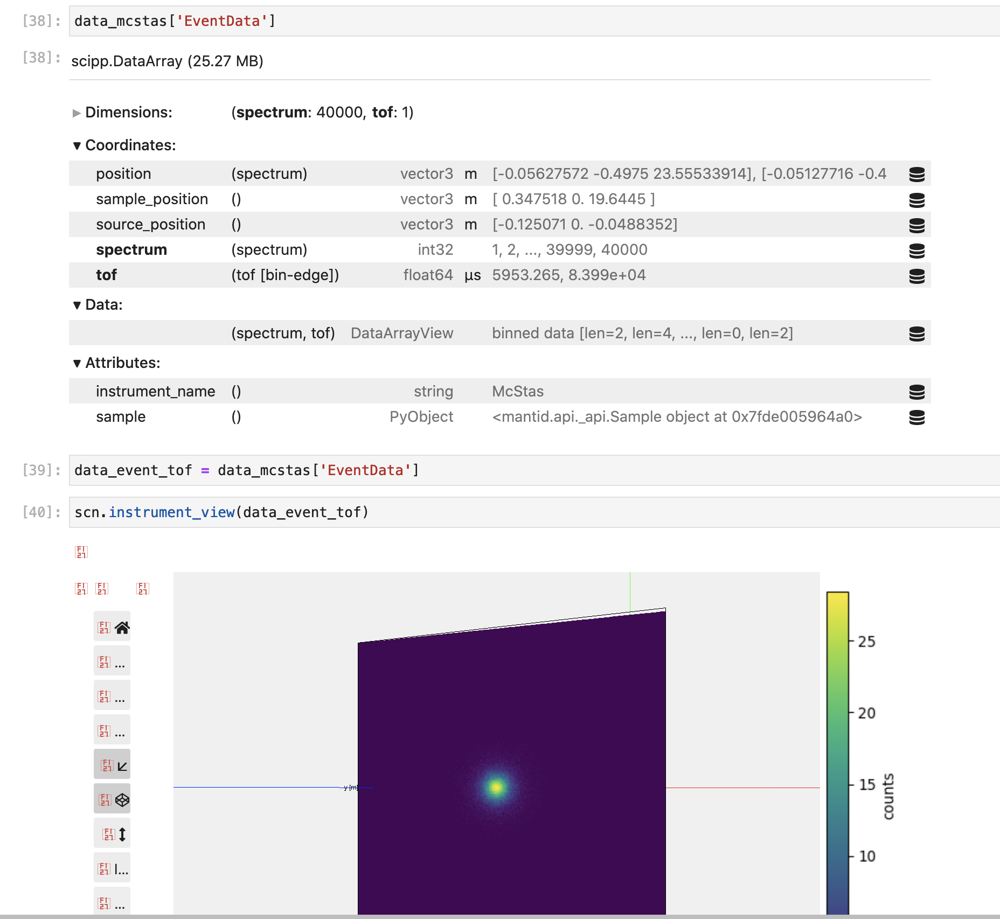 [38]: data_mcstas['EventData']
[38]: scipp.DataArray (25.27 MB)
► Dimensions: (spectrum: 40000, tof: 1)
▼ Coordinates:
position (spectrum) vector3 m [-0.05627572 -0.4975 23.55533914], [-0.05127716 -0.4
sample_position () vector3 m [ 0.347518 0. 19.6445 ]
source_position () vector3 m [-0.125071 0. -0.0488352]
spectrum (spectrum) int32 1, 2, ..., 39999, 40000
tof (tof [bin-edge]) float64 µs 5953.265, 8.399e+04
▼ Data:
(spectrum, tof) DataArrayView binned data [len=2, len=4, ..., len=0, len=2]
▼ Attributes:
instrument_name () string McStas
sample () PyObject <mantid.api._api.Sample object at 0x7fde005964a0>
[39]: data_event_tof = data_mcstas['EventData']
[40]: scn.instrument_view(data_event_tof)
...
...
...
l...
...
y [m]
25
20
15
10
counts